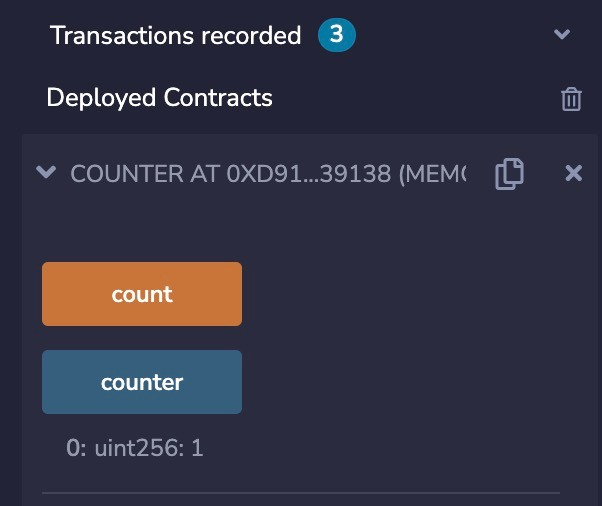 Transactions recorded 3
Deployed Contracts
COUNTER AT 0XD91...39138 (MEM
count
counter
0: uint256: 1